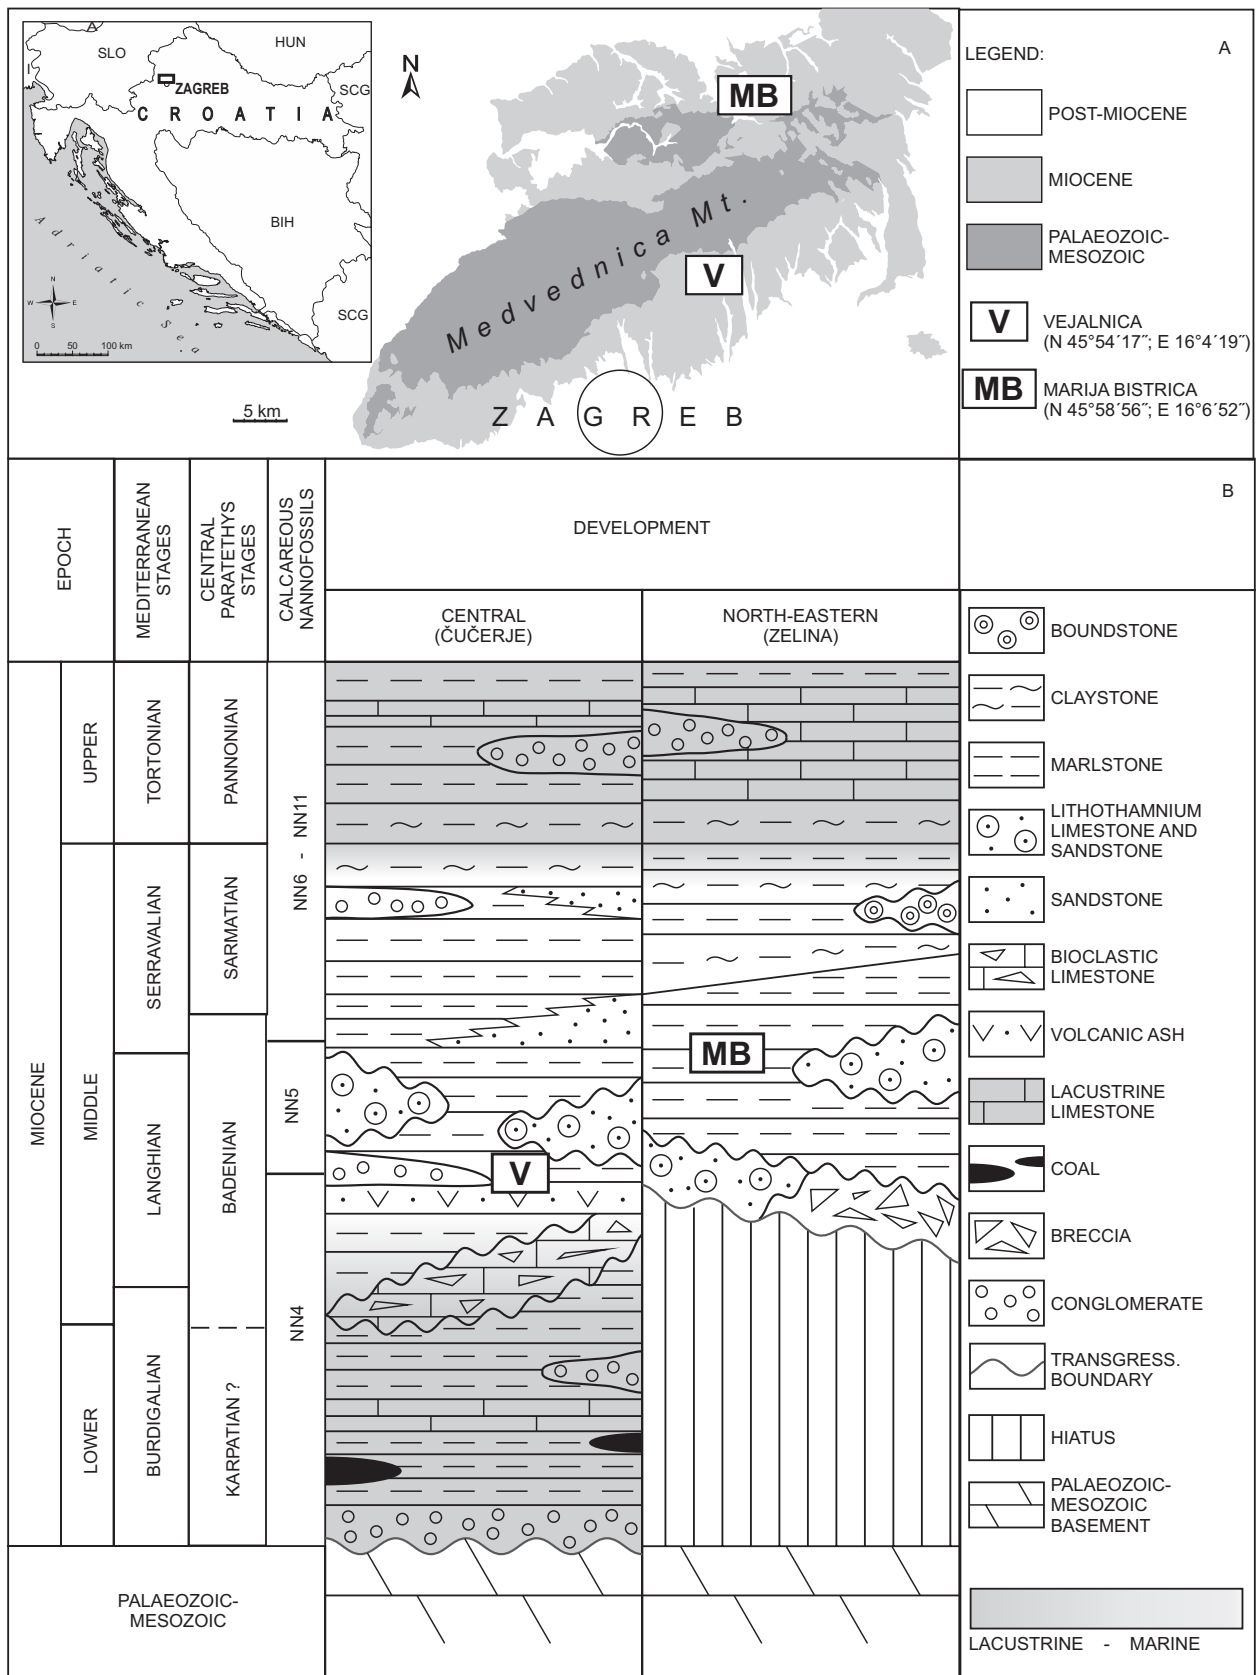 A
SLO
HUN
ZAGREB
SCG
C R O A T I A
I
BIH
Adriatic Sea
N
W E
S
SCG
0 50 100 km
N
MB
Medvednica Mt.
V
5 km
Z A G R E B
LEGEND:
A
POST-MIOCENE
MIOCENE
PALAEOZOIC-
MESOZOIC
V
VEJALNICA
(N 45°54´17˝; E 16°4´19˝)
MB
MARIJA BISTRICA
(N 45°58´56˝; E 16°6´52˝)
EPOCH
MEDITERRANEAN
STAGES
CENTRAL
PARATETHYS
STAGES
CALCAREOUS
NANNOFOSSILS
DEVELOPMENT
CENTRAL
(ČUČERJE)
NORTH-EASTERN
(ZELINA)
B
MIOCENE
UPPER
MIDDLE
LOWER
TORTONIAN
SERRAVALIAN
LANGHIAN
BURDIGALIAN
PANNONIAN
SARMATIAN
BADENIAN
KARPATIAN ?
NN6 - NN11
NN5
NN4
MB
V
PALAEOZOIC-
MESOZOIC
BOUNDSTONE
CLAYSTONE
MARLSTONE
LITHOTHAMNIUM
LIMESTONE AND
SANDSTONE
SANDSTONE
BIOCLASTIC
LIMESTONE
VOLCANIC ASH
LACUSTRINE
LIMESTONE
COAL
BRECCIA
CONGLOMERATE
TRANSGRESS.
BOUNDARY
HIATUS
PALAEOZOIC-
MESOZOIC
BASEMENT
LACUSTRINE - MARINE